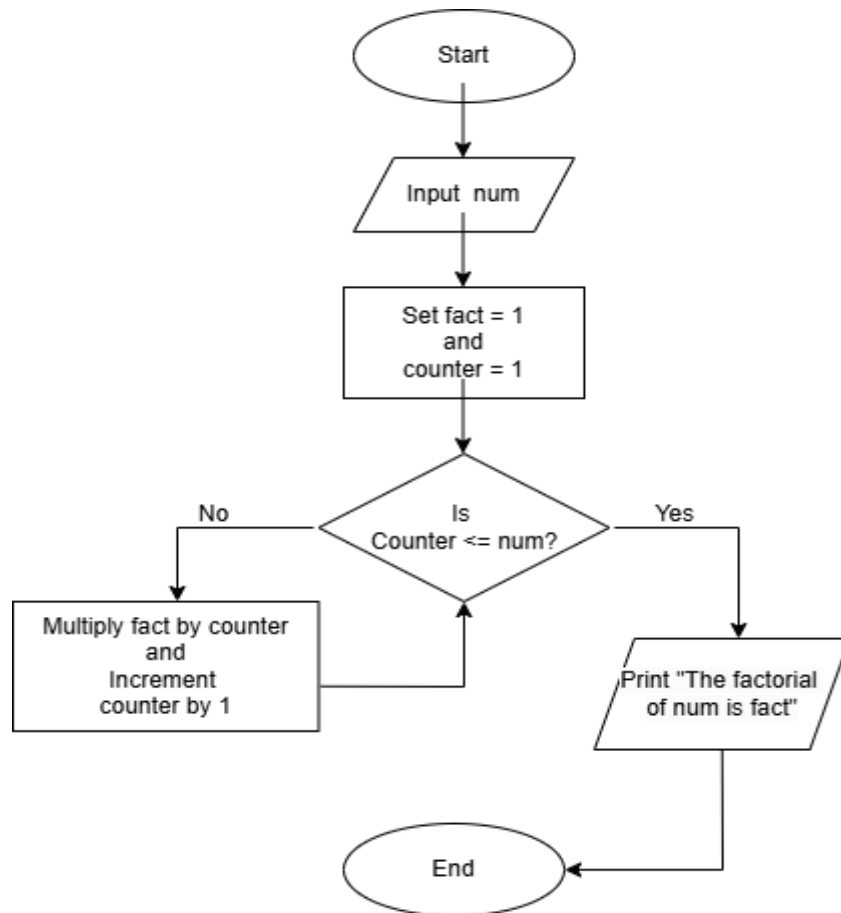 Start
Input num
Set fact = 1
and
counter = 1
Is
Counter <= num?
No
Yes
Multiply fact by counter
and
Increment
counter by 1
Print "The factorial
of num is fact"
End